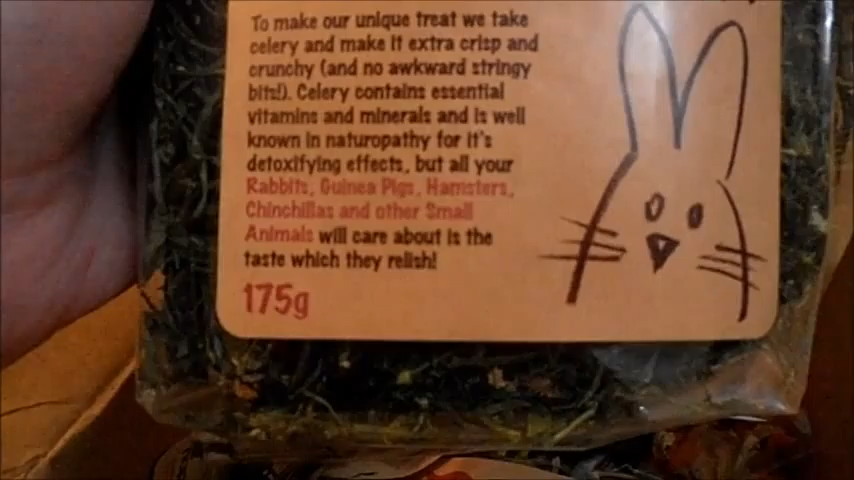 To make our unique treat we take
celery and make it extra crisp and
crunchy (and no awkward stringy
bits!). Celery contains essential
vitamins and minerals and is well
known in naturopathy for it's
detoxifying effects, but all your
Rabbits, Guinea Pigs, Hamsters,
Chinchillas and other Small
Animals will care about is the
taste which they relish!
175g